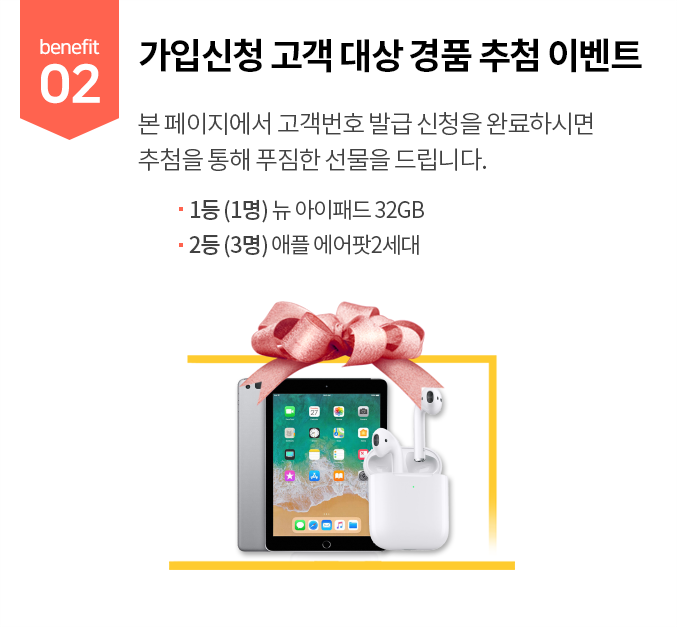 benefit
02
가입신청 고객 대상 경품 추첨 이벤트
본 페이지에서 고객번호 발급 신청을 완료하시면
추첨을 통해 푸짐한 선물을 드립니다.
· 1등 (1명) 뉴 아이패드 32GB
· 2등 (3명) 애플 에어팟2세대
27